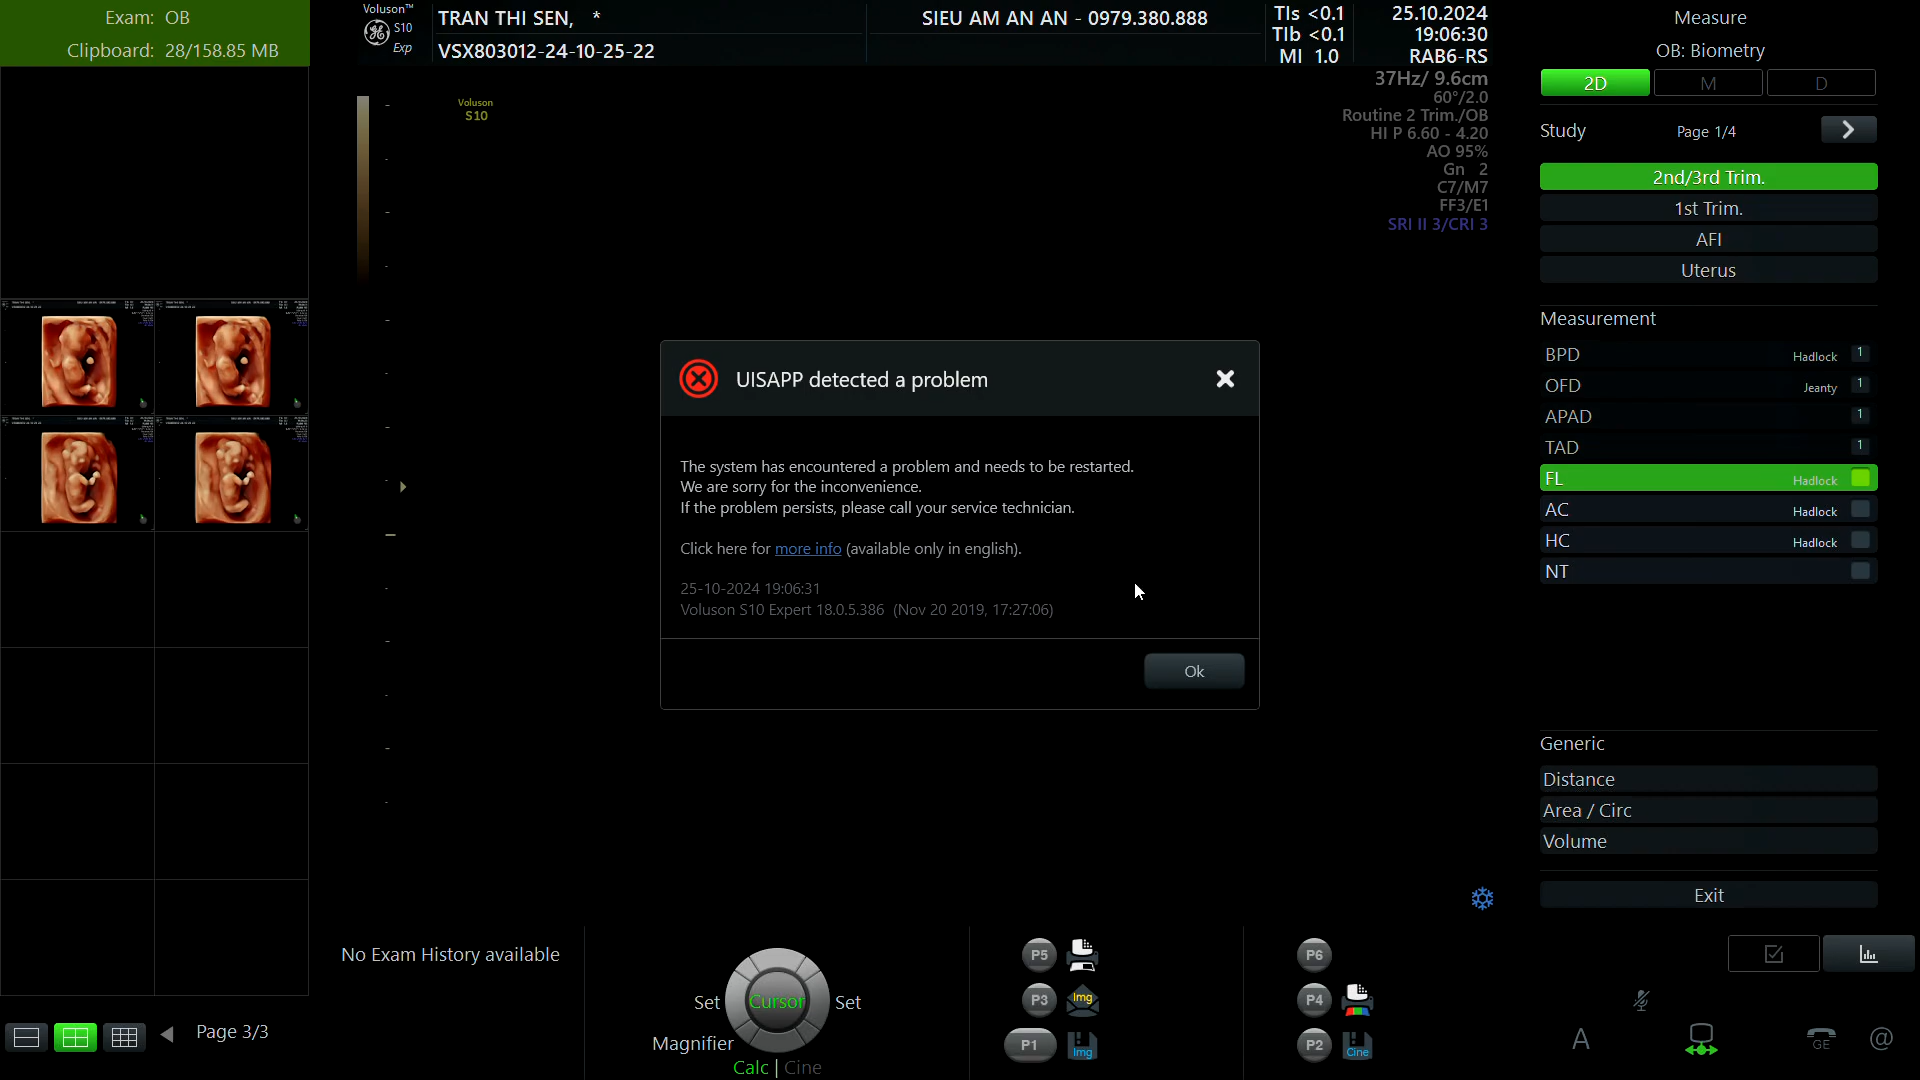 Exam: OB
Clipboard: 28/158.85 MB
Voluson™
S10
Exp
TRAN THI SEN, *
VSX803012-24-10-25-22
SIEU AM AN AN - 0979.380.888
TIs <0.1
TIb <0.1
MI 1.0
25.10.2024
19:06:30
RAB6-RS
37Hz/ 9.6cm
60°/2.0
Routine 2 Trim./OB
HI P 6.60 - 4.20
AO 95%
Gn 2
C7/M7
FF3/E1
SRI II 3/CRI 3
Voluson
S10
UISAPP detected a problem
The system has encountered a problem and needs to be restarted.
We are sorry for the inconvenience.
If the problem persists, please call your service technician.
Click here for more info (available only in english).
25-10-2024 19:06:31
Voluson S10 Expert 18.0.5.386 (Nov 20 2019, 17:27:06)
Ok
Measure
OB: Biometry
2D M D
Study Page 1/4
2nd/3rd Trim.
1st Trim.
AFI
Uterus
Measurement
BPD Hadlock 1
OFD Jeanty 1
APAD 1
TAD 1
FL Hadlock
AC Hadlock
HC Hadlock
NT
Generic
Distance
Area / Circ
Volume
Exit
No Exam History available
Set Cursor Set
Magnifier
Calc | Cine
P5
P3 Img
P1 Img
P6
P4
P2 Cine
A
GE
@
Page 3/3